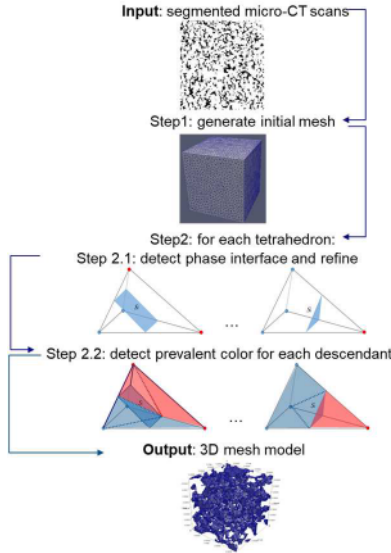 Input: segmented micro-CT scans
Step1: generate initial mesh
Step2: for each tetrahedron:
Step 2.1: detect phase interface and refine
...
Step 2.2: detect prevalent color for each descendant
...
Output: 3D mesh model